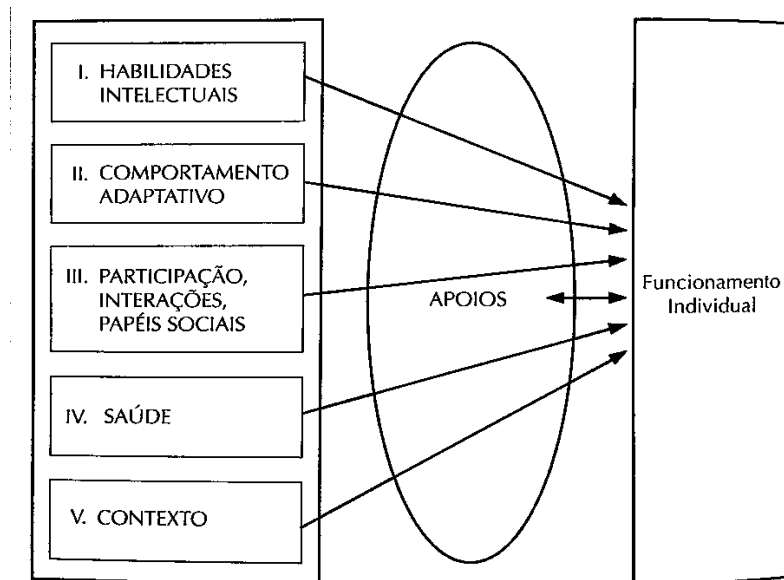 I. HABILIDADES
INTELECTUAIS
II. COMPORTAMENTO
ADAPTATIVO
III. PARTICIPAÇÃO,
INTERAÇÕES,
PAPÉIS SOCIAIS
IV. SAÚDE
V. CONTEXTO
APOIOS
Funcionamento
Individual